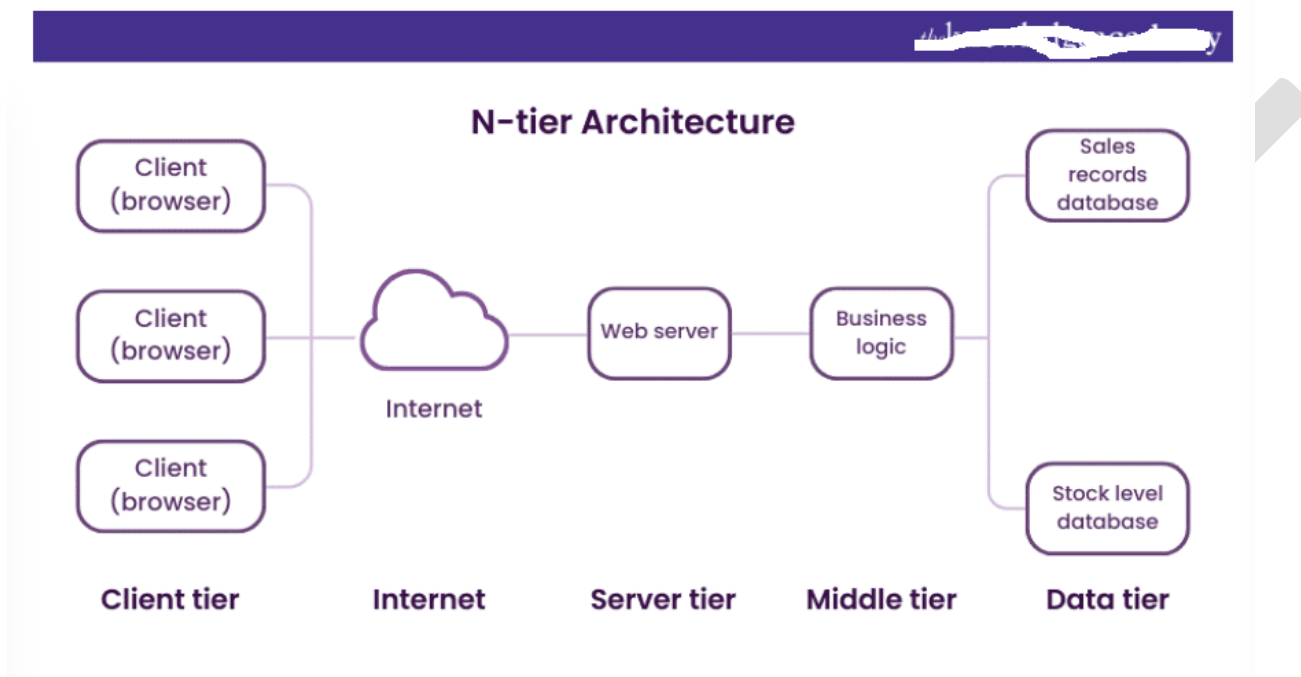 N-tier Architecture
Client
(browser)
Client
(browser)
Client
(browser)
Internet
Web server
Business
logic
Sales
records
database
Stock level
database
Client tier
Internet
Server tier
Middle tier
Data tier